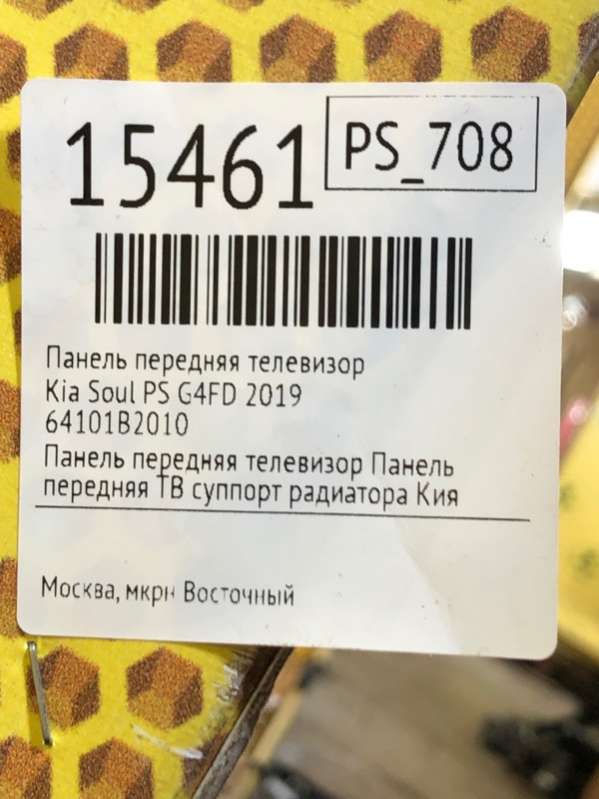 15461 PS_708
Панель передняя телевизор
Kia Soul PS G4FD 2019
64101B2010
Панель передняя телевизор Панель
передняя ТВ суппорт радиатора Кия
Москва, мкрн Восточный